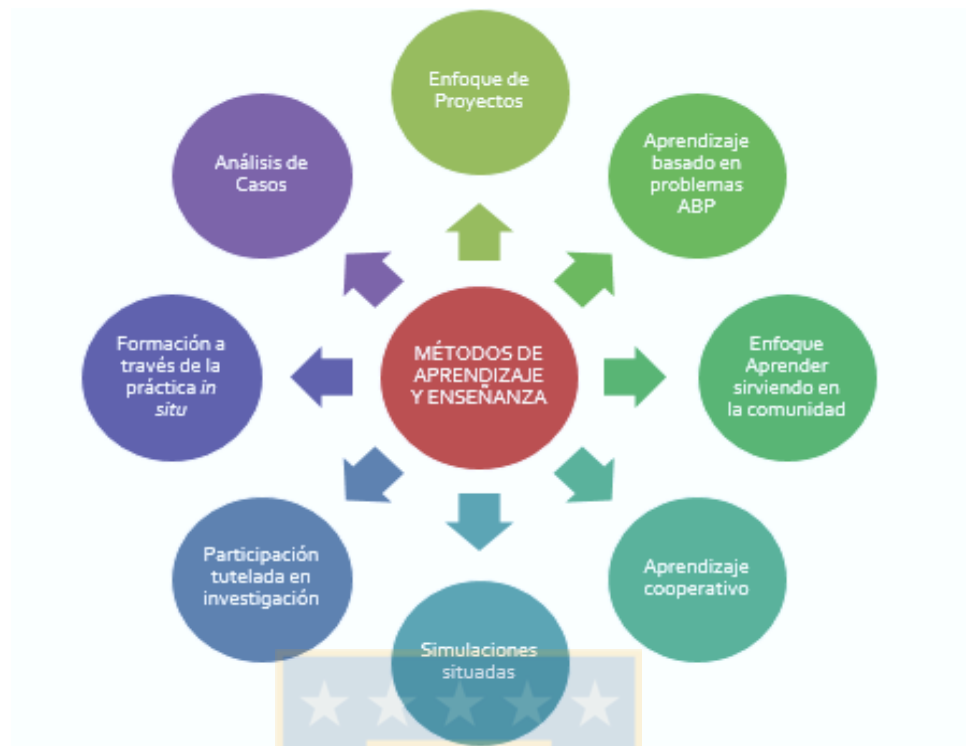 Enfoque de
Proyectos
Aprendizaje
basado en
problemas
ABP
Enfoque
Aprender
sirviendo en
la comunidad
Aprendizaje
cooperativo
Simulaciones
situadas
Participación
tutelada en
investigación
Formación a
través de la
práctica in
situ
Análisis de
Casos
MÉTODOS DE
APRENDIZAJE
Y ENSEÑANZA